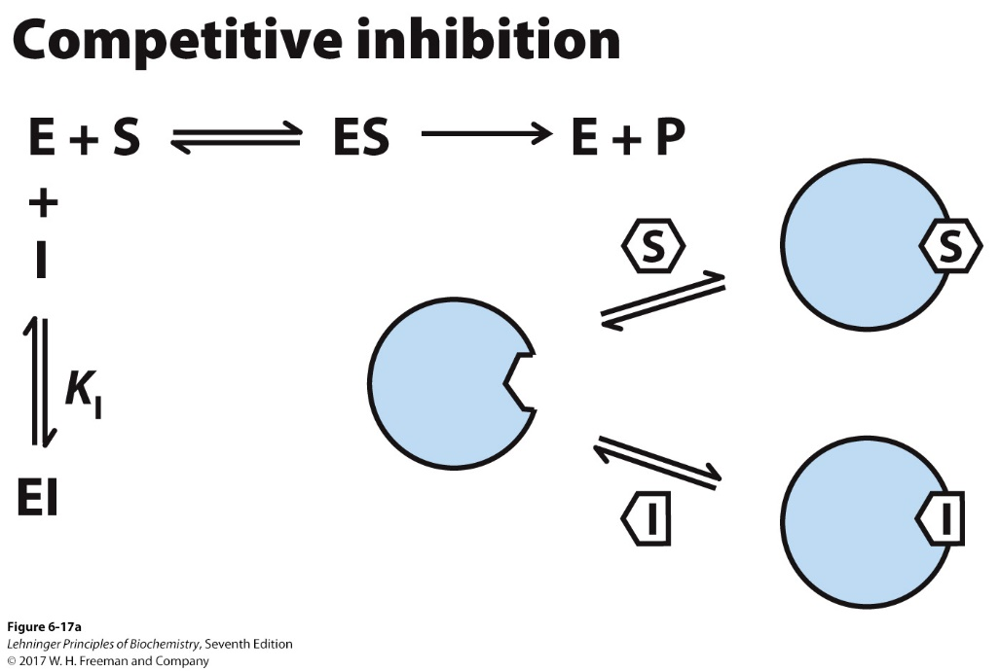 Competitive inhibition
E + S ⇌ ES → E + P
+
I
K_I
EI
S
S
I
I
Figure 6-17a
Lehninger Principles of Biochemistry, Seventh Edition
© 2017 W. H. Freeman and Company